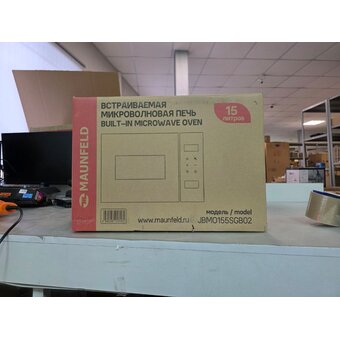 MAUNFELD
ВСТРАИВАЕМАЯ
МИКРОВОЛНОВАЯ ПЕЧЬ
BUILT-IN MICROWAVE OVEN
15
литров
www.maunfeld.ru
модель / model
JBMO155SGB02